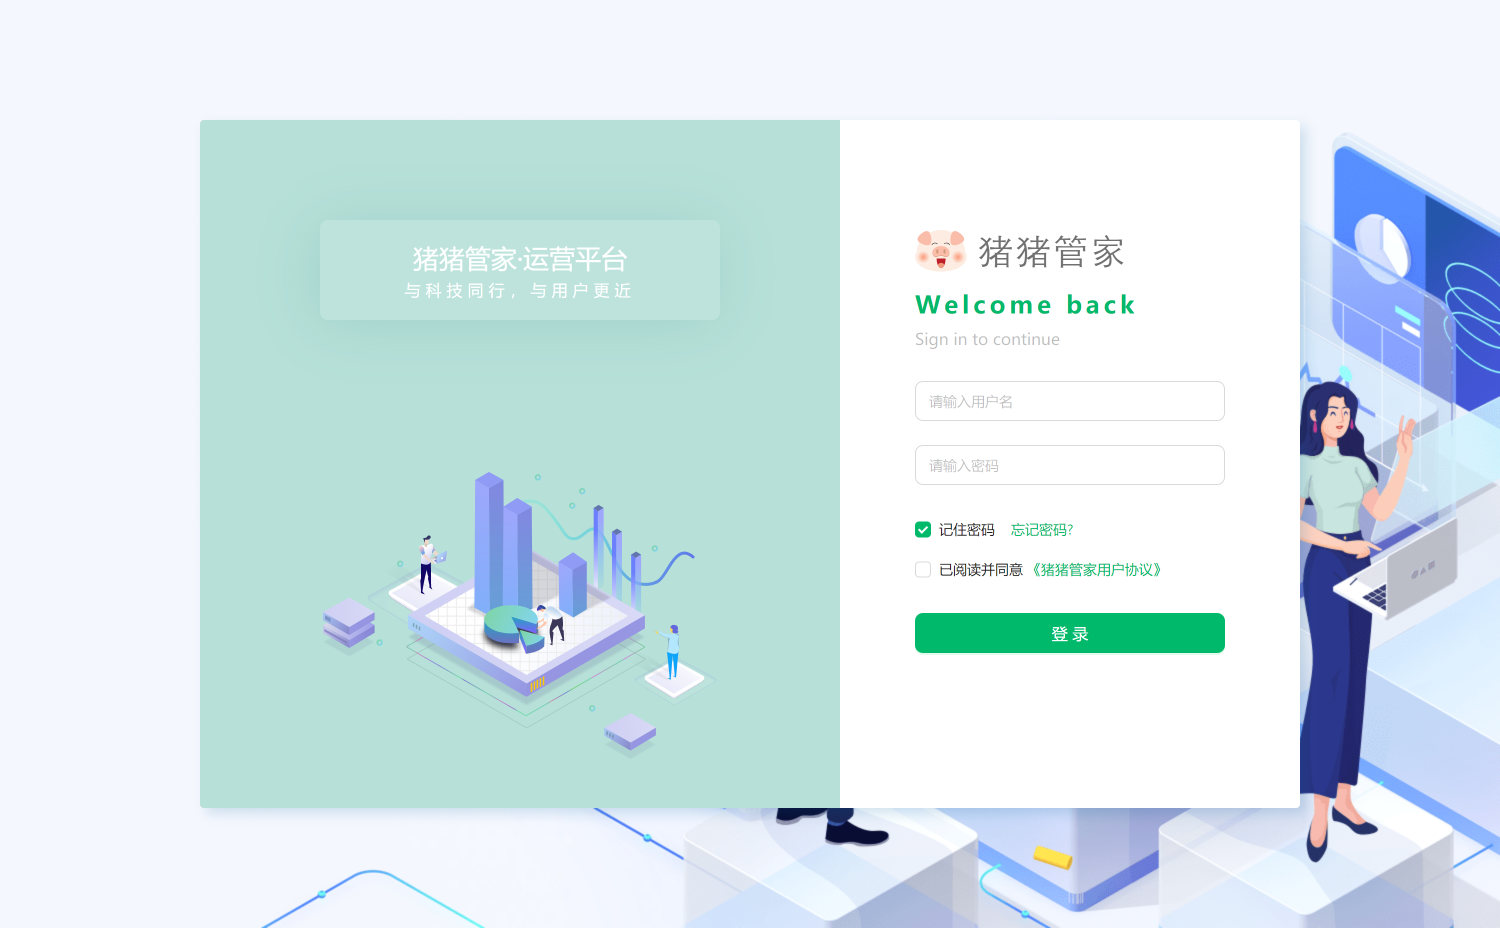 猪猪管家·运营平台
与科技同行，与用户更近
猪猪管家
Welcome back
Sign in to continue
请输入用户名
请输入密码
记住密码 忘记密码?
已阅读并同意《猪猪管家用户协议》
登录